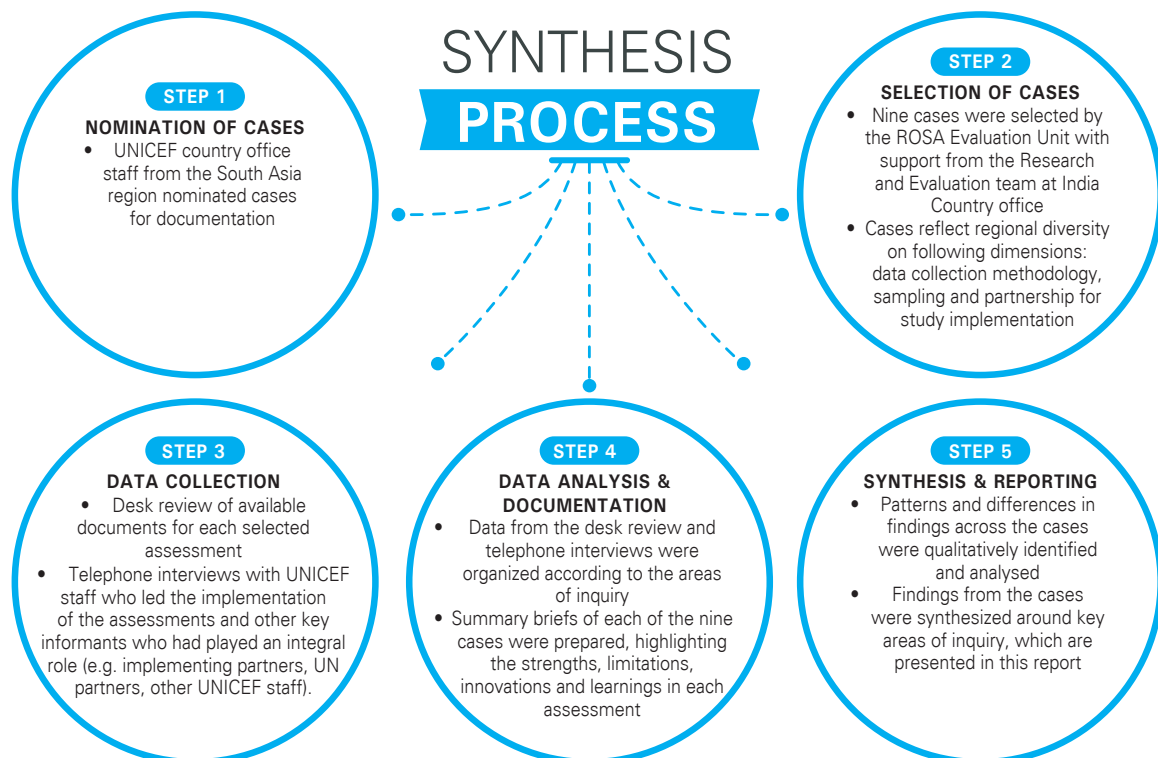 SYNTHESIS
PROCESS
STEP 1
NOMINATION OF CASES
• UNICEF country office
staff from the South Asia
region nominated cases
for documentation
STEP 2
SELECTION OF CASES
• Nine cases were selected by
the ROSA Evaluation Unit with
support from the Research
and Evaluation team at India
Country office
• Cases reflect regional diversity
on following dimensions:
data collection methodology,
sampling and partnership for
study implementation
STEP 3
DATA COLLECTION
• Desk review of available
documents for each selected
assessment
• Telephone interviews with UNICEF
staff who led the implementation
of the assessments and other key
informants who had played an integral
role (e.g. implementing partners, UN
partners, other UNICEF staff).
STEP 4
DATA ANALYSIS &
DOCUMENTATION
• Data from the desk review and
telephone interviews were
organized according to the areas
of inquiry
• Summary briefs of each of the nine
cases were prepared, highlighting
the strengths, limitations,
innovations and learnings in each
assessment
STEP 5
SYNTHESIS & REPORTING
• Patterns and differences in
findings across the cases
were qualitatively identified
and analysed
• Findings from the cases
were synthesized around key
areas of inquiry, which are
presented in this report